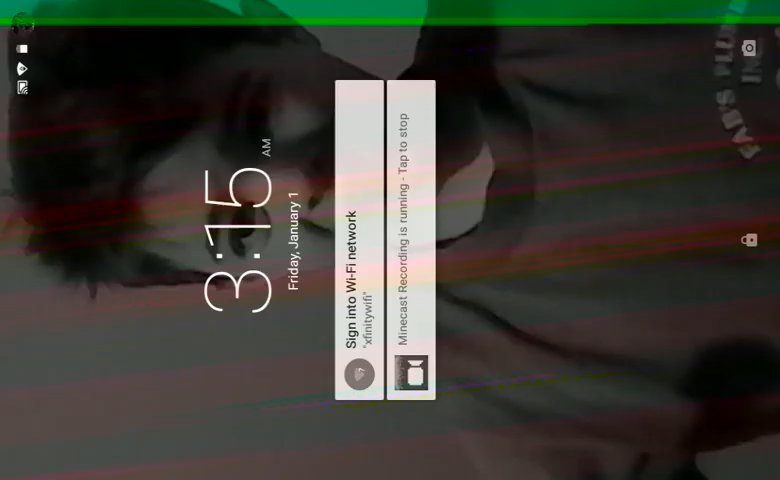 3:15 AM
Friday, January 1
Sign into Wi-Fi network
"xfinitywifi"
Minecast Recording is running - Tap to stop